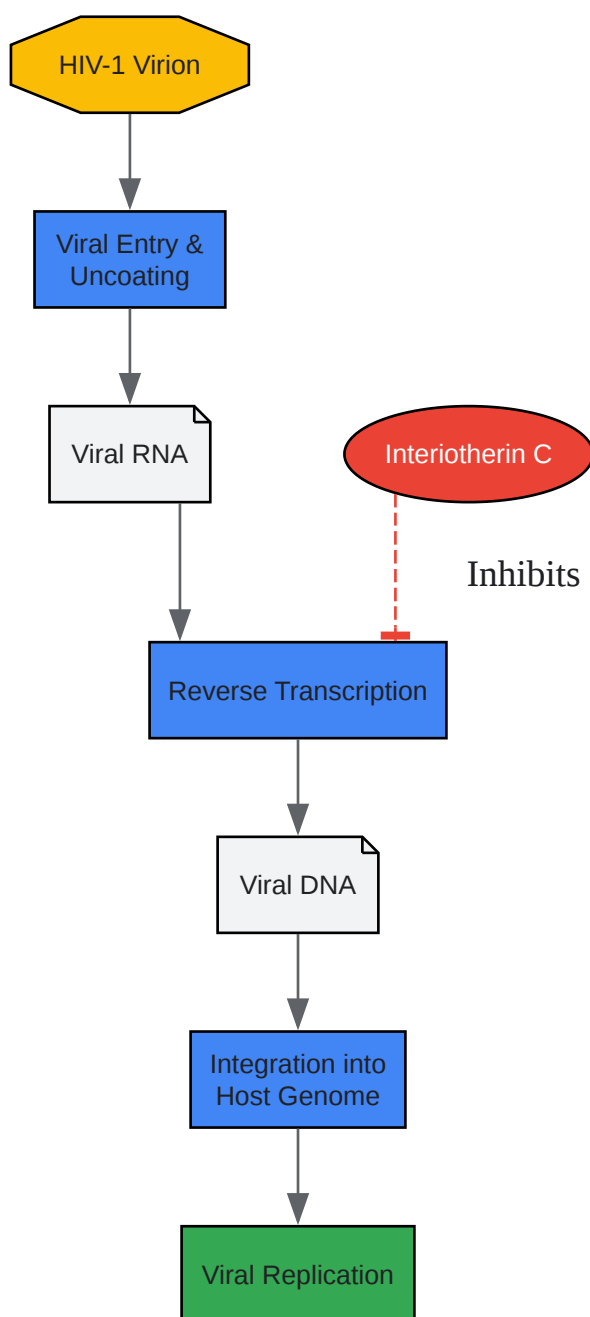 HIV-1 Virion
Viral Entry &
Uncoating
Viral RNA
Interiotherin C
Inhibits
Reverse Transcription
Viral DNA
Integration into
Host Genome
Viral Replication